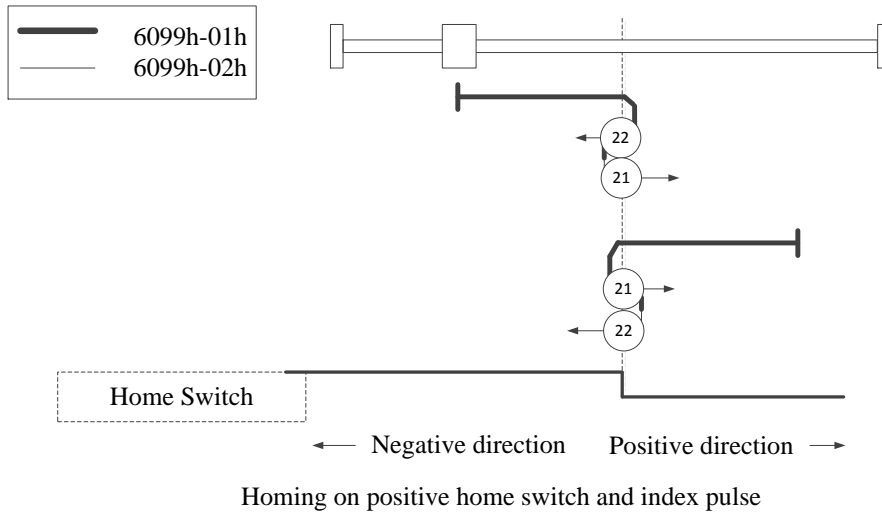 6099h-01h
6099h-02h
22
21
21
22
Home Switch
Negative direction
Positive direction
Homing on positive home switch and index pulse